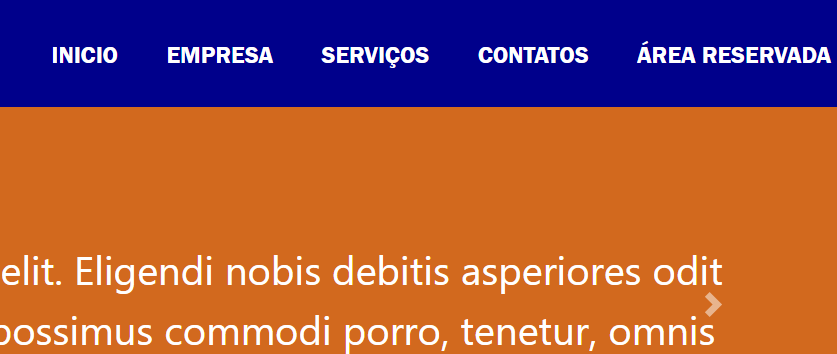 INICIO EMPRESA SERVIÇOS CONTATOS ÁREA RESERVADA
elit. Eligendi nobis debitis asperiores odit
possimus commodi porro, tenetur, omnis